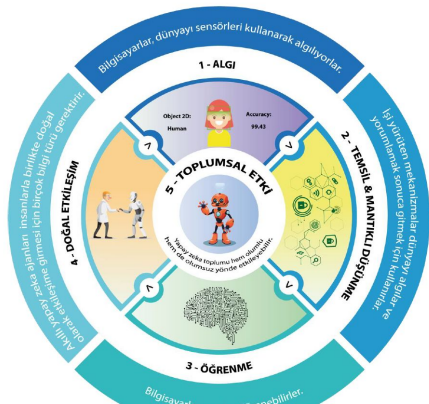 Bilgisayarlar, dünyayı sensörleri kullanarak algılıyorlar.
1 - ALGI
Object 2D:
Human
Accuracy:
99.43
2 - TEMSİL & MANTIKLI DÜŞÜNME
İşi yürüten mekanizmalar dünyayı algılar ve
yorumlamak sonuca girmek için kullanırlar.
3 - ÖĞRENME
4 - DOĞAL ETKİLEŞİM
Akıllı yapay zeka ajanları insanlarla birlikte doğal
olarak etkileşime girmesi için birçok bilgi türü gerektirir.
5 - TOPLUMSAL ETKİ
Yapay zeka toplumu hem olumlu
hem de olumsuz yönde etkileyebilir.